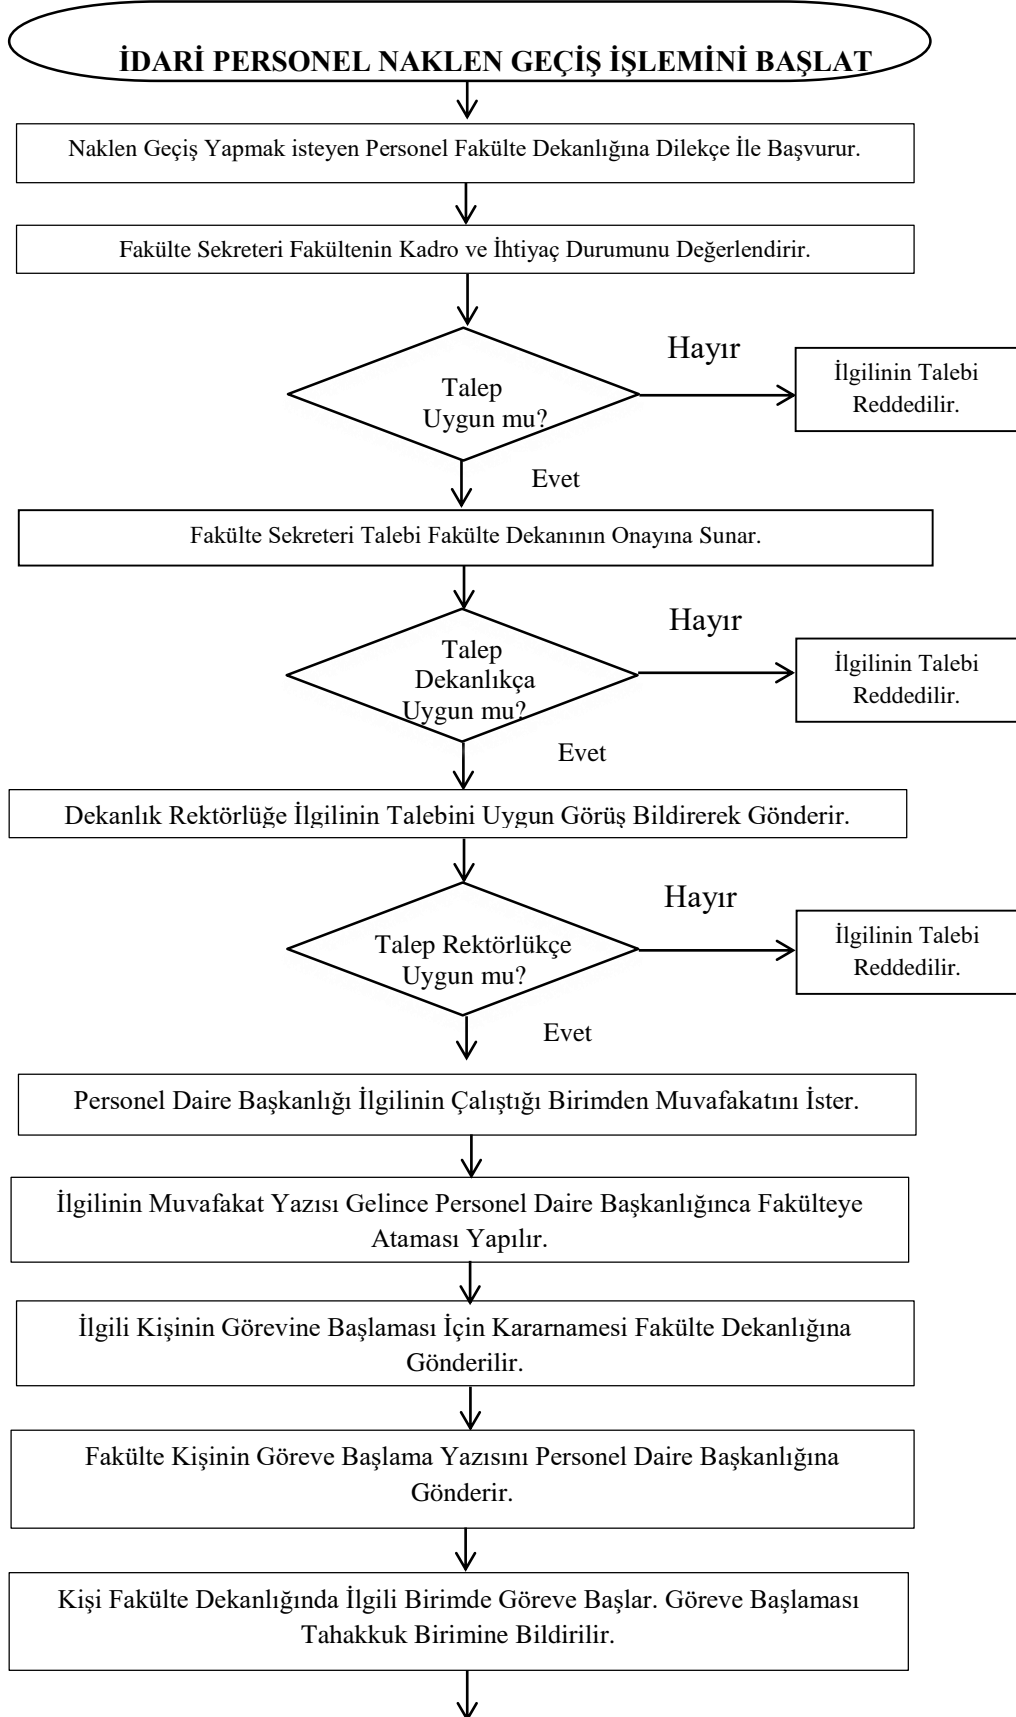 İDARİ PERSONEL NAKLEN GEÇİŞ İŞLEMİNİ BAŞLAT
Naklen Geçiş Yapmak isteyen Personel Fakülte Dekanlığına Dilekçe İle Başvurur.
Fakülte Sekreteri Fakültenin Kadro ve İhtiyaç Durumunu Değerlendirir.
Hayır
Talep
Uygun mu?
İlgilinin Talebi
Reddedilir.
Evet
Fakülte Sekreteri Talebi Fakülte Dekanının Onayına Sunar.
Hayır
Talep
Dekanlıkça
Uygun mu?
İlgilinin Talebi
Reddedilir.
Evet
Dekanlık Rektörlüğe İlgilinin Talebini Uygun Görüş Bildirerek Gönderir.
Hayır
Talep Rektörlükçe
Uygun mu?
İlgilinin Talebi
Reddedilir.
Evet
Personel Daire Başkanlığı İlgilinin Çalıştığı Birimden Muvafakatını İster.
İlgilinin Muvafakat Yazısı Gelince Personel Daire Başkanlığınca Fakülteye
Ataması Yapılır.
İlgili Kişinin Görevine Başlaması İçin Kararnamesi Fakülte Dekanlığına
Gönderilir.
Fakülte Kişinin Göreve Başlama Yazısını Personel Daire Başkanlığına
Gönderir.
Kişi Fakülte Dekanlığında İlgili Birimde Göreve Başlar. Göreve Başlaması
Tahakkuk Birimine Bildirilir.